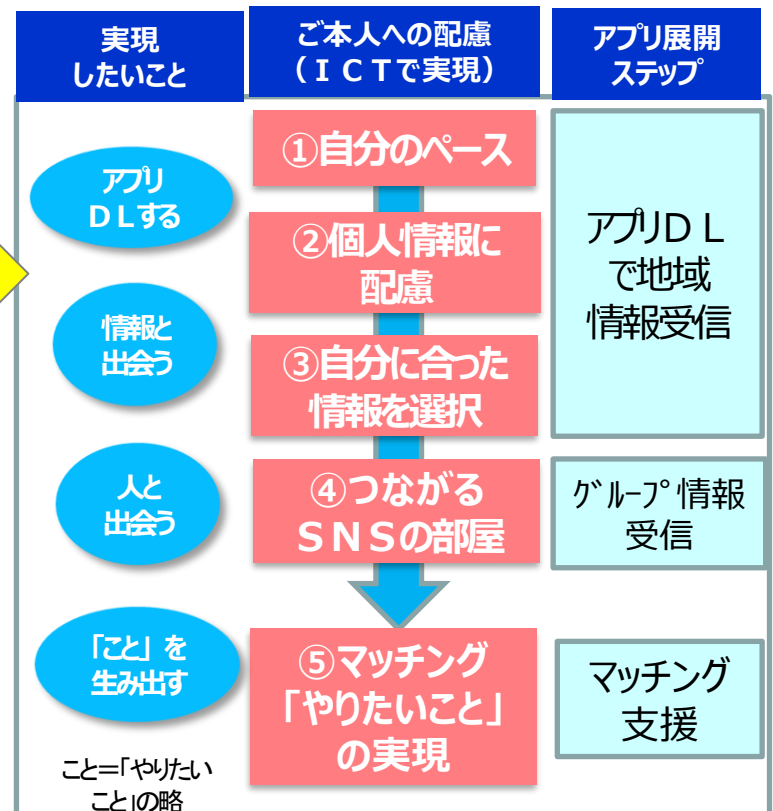 実現
したいこと
ご本人への配慮
（ＩＣＴで実現）
アプリ展開
ステップ
アプリ
ＤＬする
情報と
出会う
人と
出会う
「こと」を
生み出す
こと＝「やりたい
こと」の略
①自分のペース
②個人情報に
配慮
③自分に合った
情報を選択
④つながる
ＳＮＳの部屋
⑤マッチング
「やりたいこと」
の実現
アプリＤＬ
で地域
情報受信
ｸﾞﾙｰﾌﾟ情報
受信
マッチング
支援